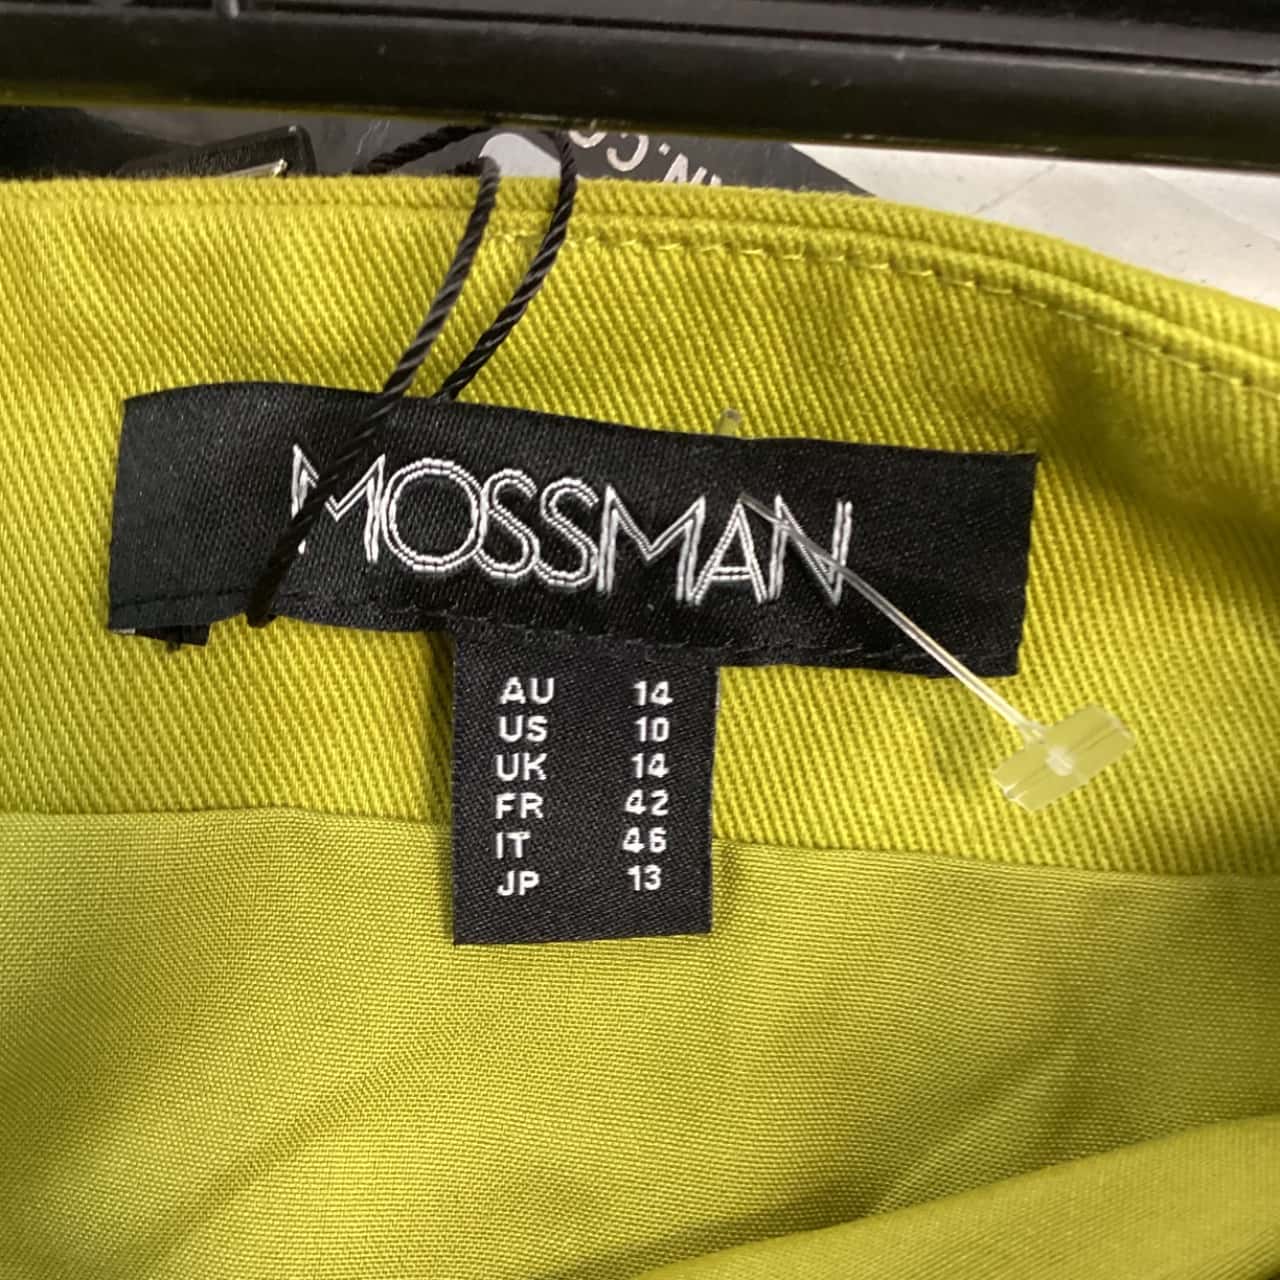 MOSSMAN
AU 14
US 10
UK 14
FR 42
IT 46
JP 13